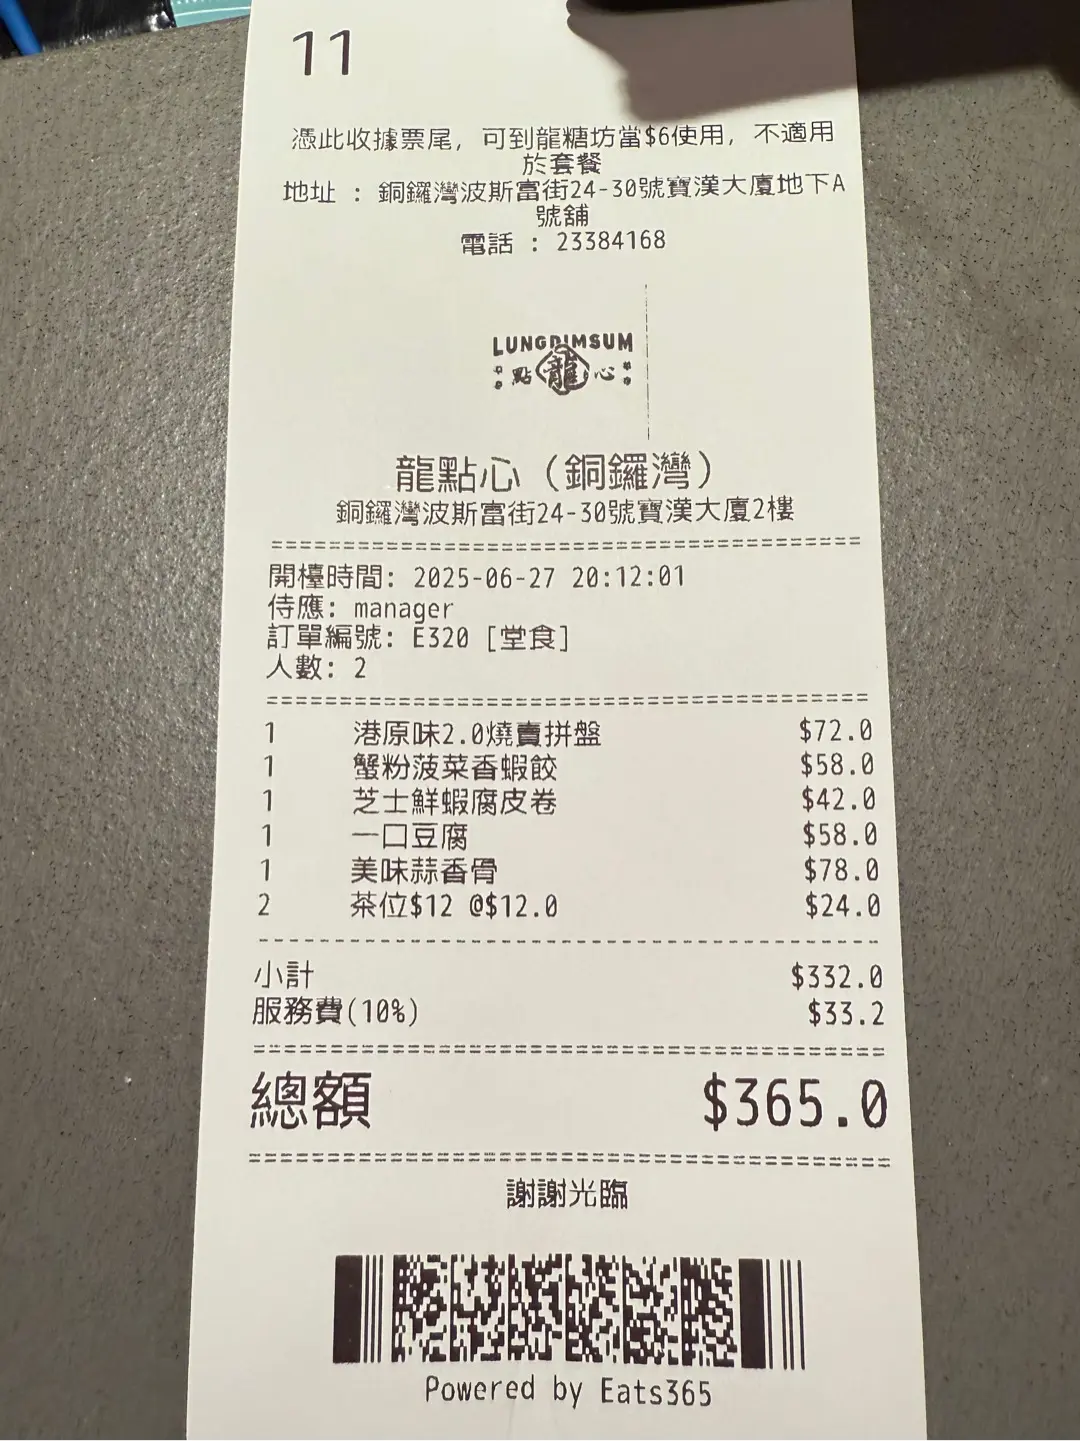 11
憑此收據票尾，可到龍糖坊當$6使用，不適用
於套餐
地址 : 銅鑼灣波斯富街24-30號寶漢大廈地下A
號舖
電話 : 23384168
LUNGDIMSUM
點龍心
龍點心（銅鑼灣）
銅鑼灣波斯富街24-30號寶漢大廈2樓
開檯時間: 2025-06-27 20:12:01
侍應: manager
訂單編號: E320 [堂食]
人數: 2
1 港原味2.0燒賣拼盤 $72.0
1 蟹粉菠菜香蝦餃 $58.0
1 芝士鮮蝦腐皮卷 $42.0
1 一口豆腐 $58.0
1 美味蒜香骨 $78.0
2 茶位$12 @$12.0 $24.0
小計 $332.0
服務費(10%) $33.2
總額 $365.0
謝謝光臨
Powered by Eats365